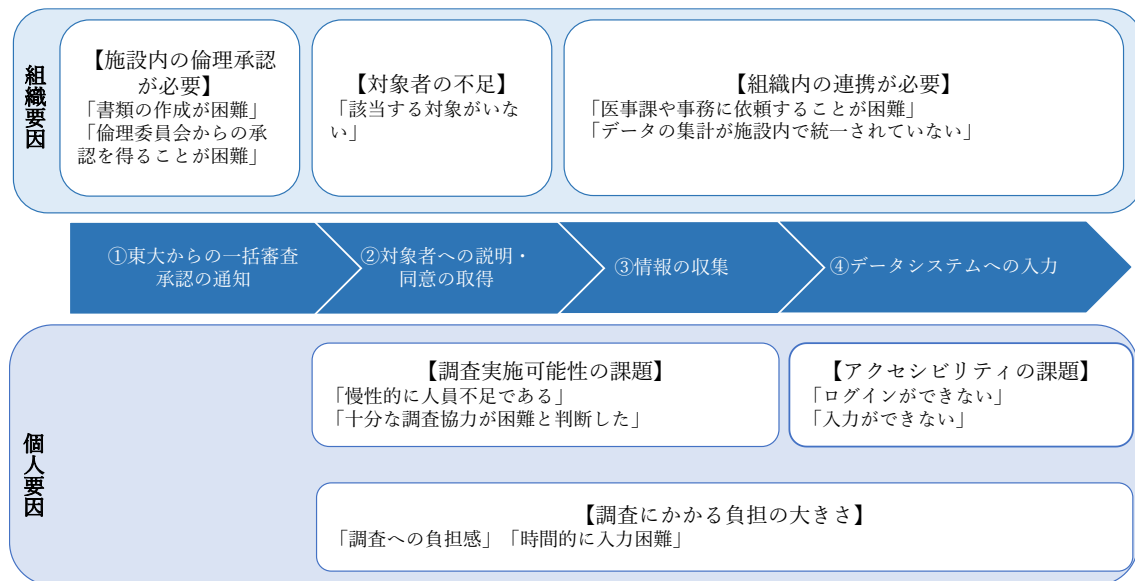 組織要因
【施設内の倫理承認
が必要】
「書類の作成が困難」
「倫理委員会からの承
認を得ることが困難」
【対象者の不足】
「該当する対象がいな
い」
【組織内の連携が必要】
「医事課や事務に依頼することが困難」
「データの集計が施設内で統一されていない」
①東大からの一括審査
承認の通知
②対象者への説明・
同意の取得
③情報の収集
④データシステムへの入力
個人要因
【調査実施可能性の課題】
「慢性的に人員不足である」
「十分な調査協力が困難と判断した」
【アクセシビリティの課題】
「ログインができない」
「入力ができない」
【調査にかかる負担の大きさ】
「調査への負担感」「時間的に入力困難」